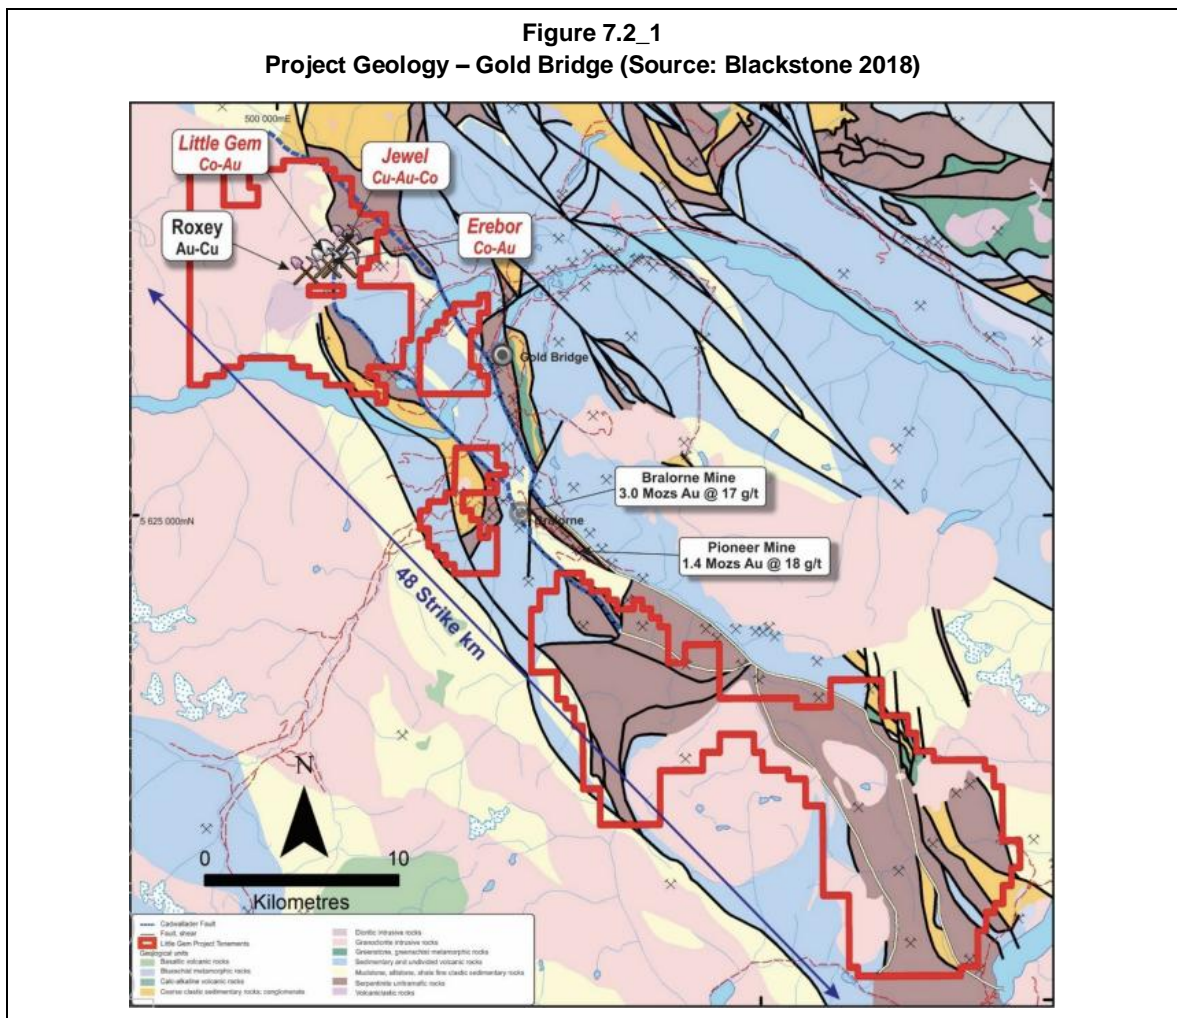 Figure 7.2_1
Project Geology – Gold Bridge (Source: Blackstone 2018)
500 000mE
Little Gem
Co-Au
Jewel
Cu-Au-Co
Roxey
Au-Cu
Erebor
Co-Au
Gold Bridge
Bralorne Mine
3.0 Mozs Au @ 17 g/t
5 625 000mN
Bralorne
Pioneer Mine
1.4 Mozs Au @ 18 g/t
48 Strike km
N
0 10
Kilometres
Cadwallader Fault
Fault, shear
Little Gem Project Tenements
Geological units
Basaltic volcanic rocks
Blueschist metamorphic rocks
Calc-alkaline volcanic rocks
Coarse clastic sedimentary rocks; conglomerate
Dioritic intrusive rocks
Granodiorite intrusive rocks
Greenstone, greenschist metamorphic rocks
Sedimentary and undivided volcanic rocks
Mudstone, siltstone, shale fine clastic sedimentary rocks
Serpentinite ultramafic rocks
Volcaniclastic rocks